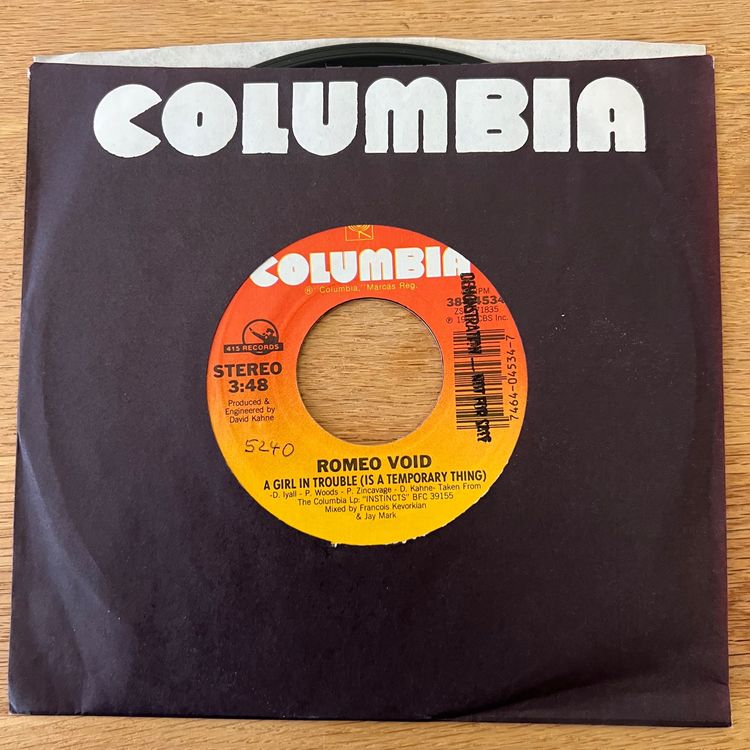 COLUMBIA
COLUMBIA
® "Columbia," Marcas Reg.
415 RECORDS
STEREO
3:48
Produced &
Engineered by
David Kahne
CBS Inc.
7464-04534-7
DEMONSTRATION NOT FOR SALE
5240
ROMEO VOID
A GIRL IN TROUBLE (IS A TEMPORARY THING)
-D. Iyall - P. Woods - P. Zincavage - D. Kahne- Taken From
The Columbia Lp: "INSTINCTS" BFC 39155
Mixed by Francois Kevorkian
& Jay Mark